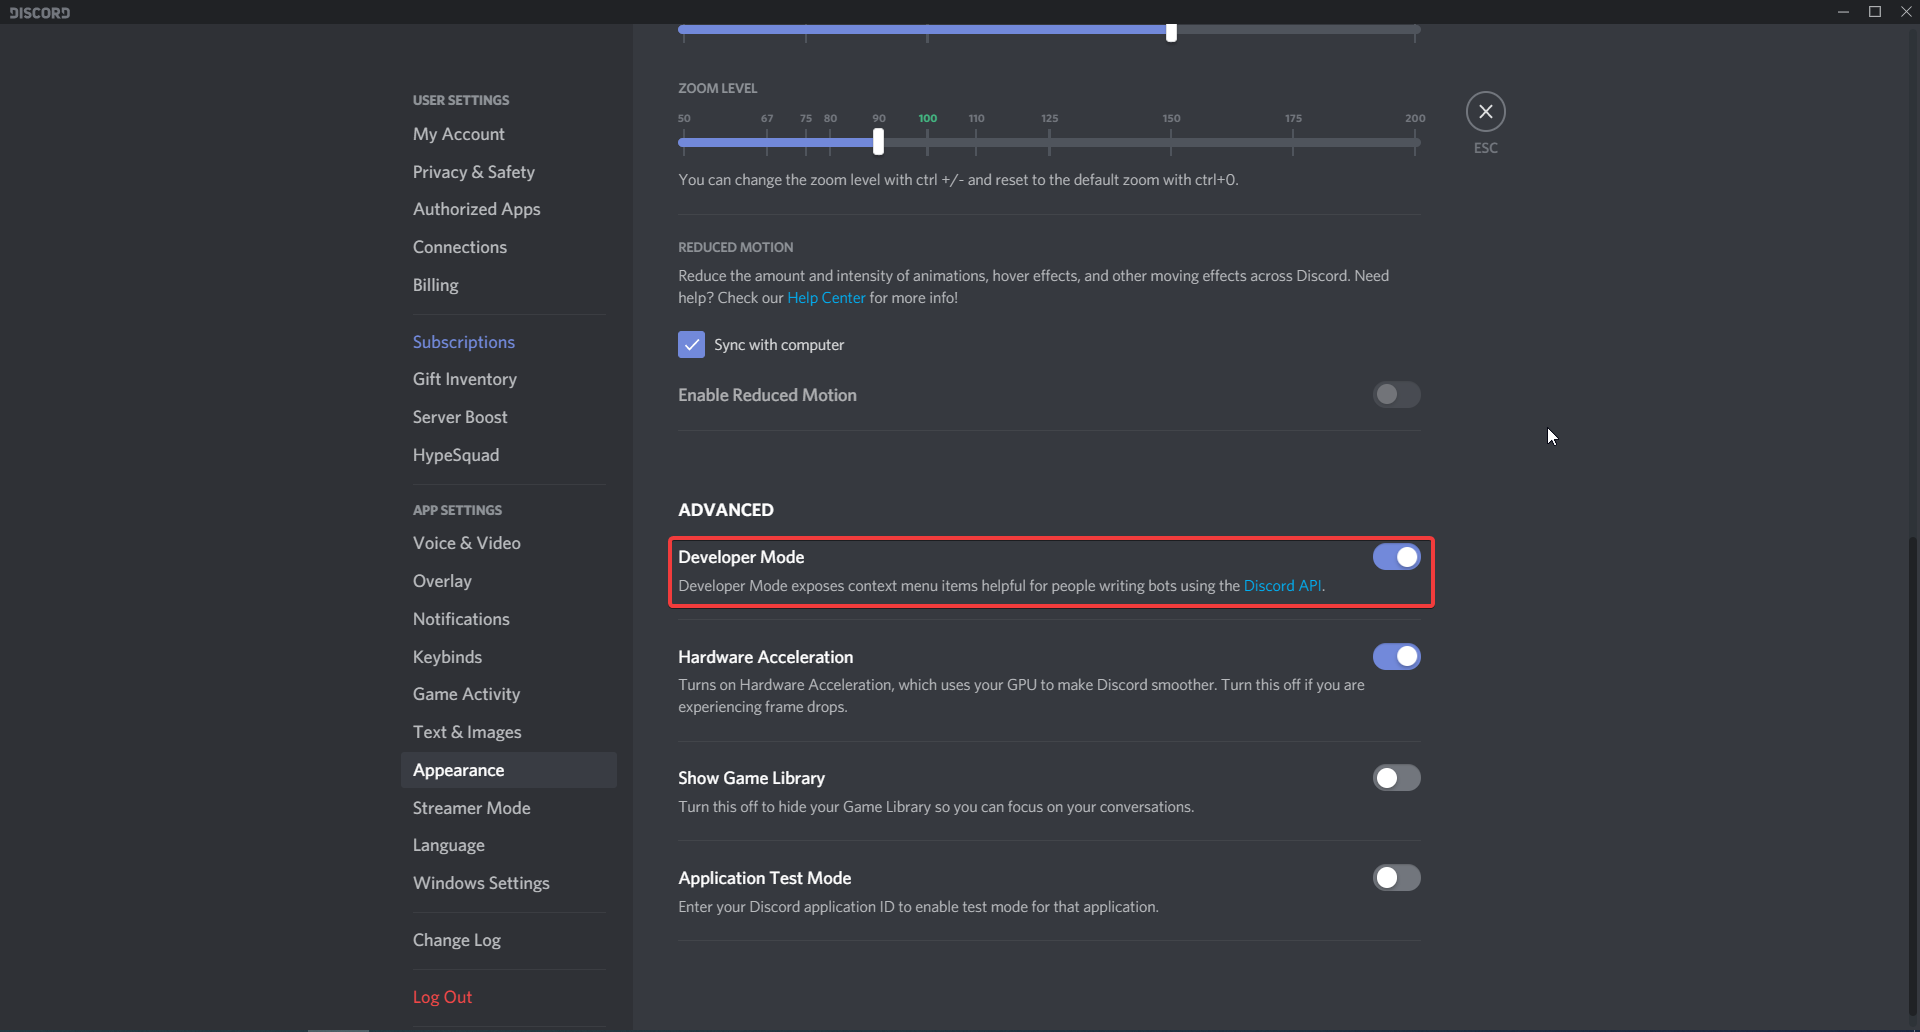 DISCORD
USER SETTINGS
My Account
Privacy & Safety
Authorized Apps
Connections
Billing
Subscriptions
Gift Inventory
Server Boost
HypeSquad
APP SETTINGS
Voice & Video
Overlay
Notifications
Keybinds
Game Activity
Text & Images
Appearance
Streamer Mode
Language
Windows Settings
Change Log
Log Out
ZOOM LEVEL
50 67 75 80 90 100 110 125 150 175 200
You can change the zoom level with ctrl +/- and reset to the default zoom with ctrl+0.
REDUCED MOTION
Reduce the amount and intensity of animations, hover effects, and other moving effects across Discord. Need
help? Check our Help Center for more info!
Sync with computer
Enable Reduced Motion
ADVANCED
Developer Mode
Developer Mode exposes context menu items helpful for people writing bots using the Discord API.
Hardware Acceleration
Turns on Hardware Acceleration, which uses your GPU to make Discord smoother. Turn this off if you are
experiencing frame drops.
Show Game Library
Turn this off to hide your Game Library so you can focus on your conversations.
Application Test Mode
Enter your Discord application ID to enable test mode for that application.
ESC